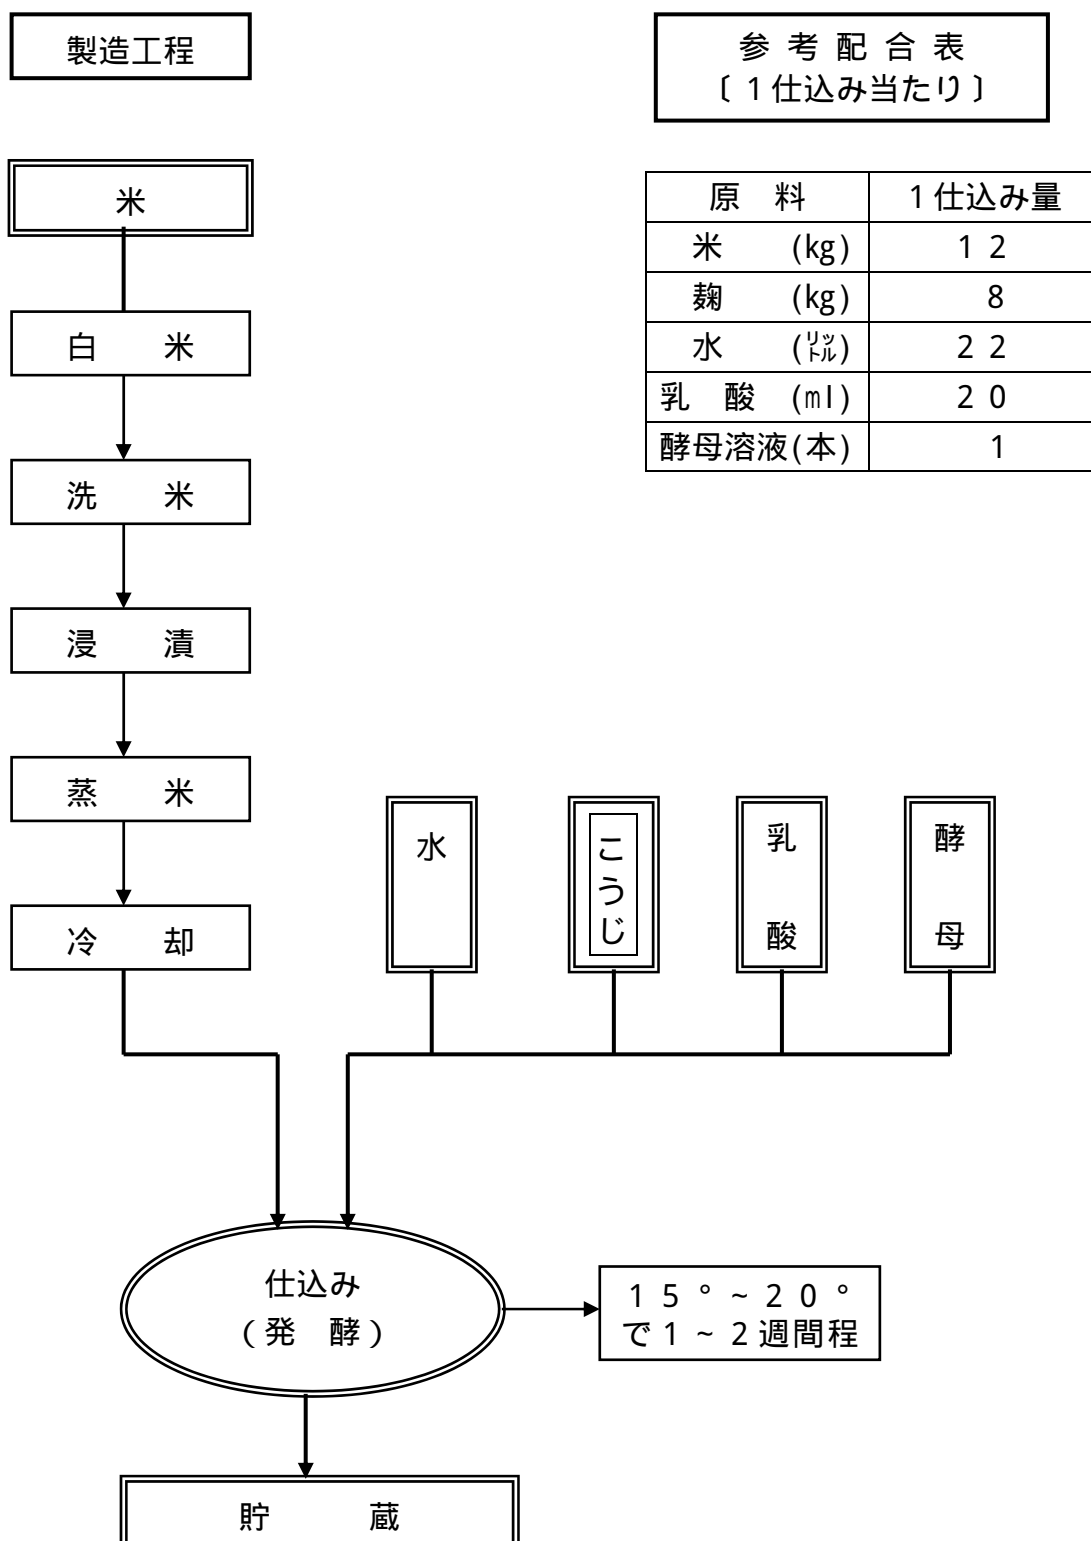 製造工程
参考配合表
〔１仕込み当たり〕
原　料　１仕込み量
米　(kg)　１２
麹　(kg)　８
水　(㍑)　２２
乳　酸　(ml)　２０
酵母溶液(本)　１
米
白　米
洗　米
浸　漬
蒸　米
冷　却
水
こうじ
乳酸
酵母
仕込み
（発　酵）
１５°~２０°
で１~２週間程
貯　蔵